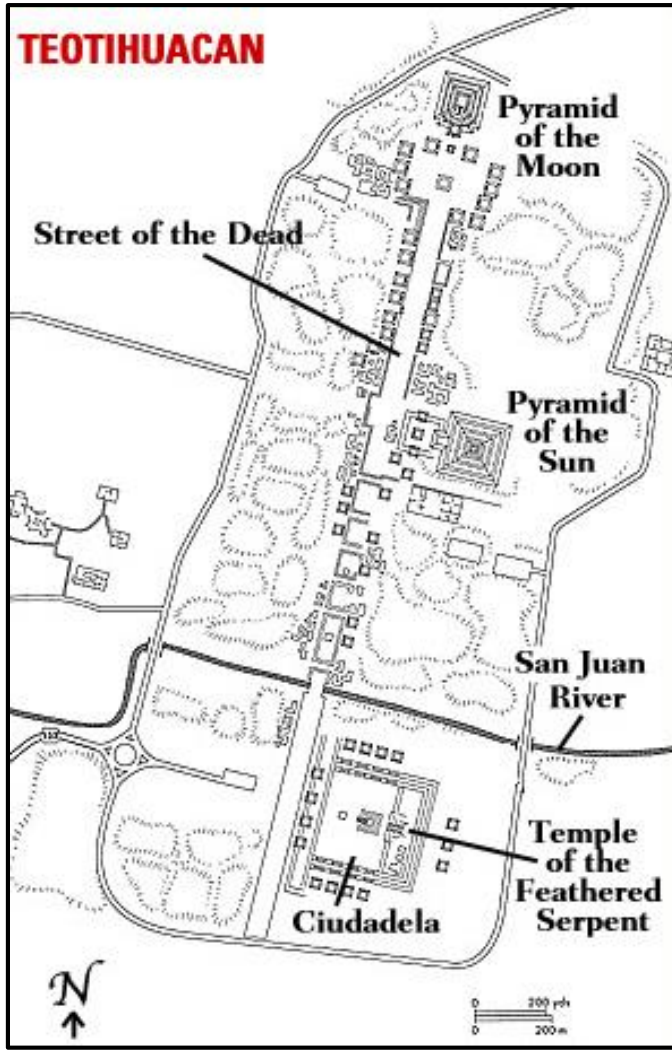 TEOTIHUACAN
Pyramid
of the
Moon
Street of the Dead
Pyramid
of the
Sun
San Juan
River
Temple
of the
Feathered
Serpent
Ciudadela
N
0 200 yds
0 200 m